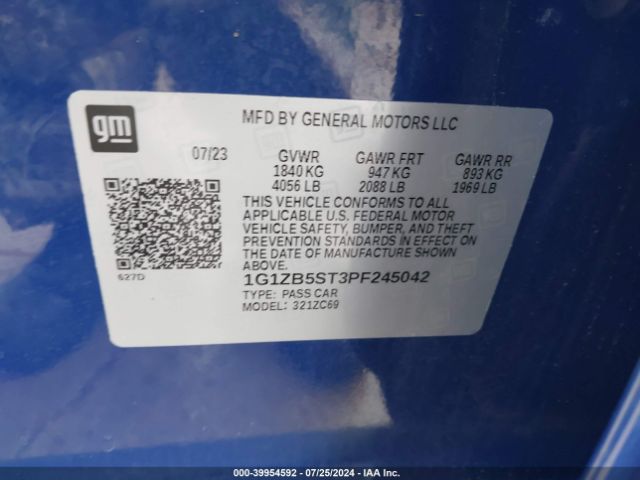 gm
MFD BY GENERAL MOTORS LLC
07/23 GVWR GAWR FRT GAWR RR
1840 KG 947 KG 893 KG
4056 LB 2088 LB 1969 LB
THIS VEHICLE CONFORMS TO ALL
APPLICABLE U.S. FEDERAL MOTOR
VEHICLE SAFETY, BUMPER, AND THEFT
PREVENTION STANDARDS IN EFFECT ON
THE DATE OF MANUFACTURE SHOWN
ABOVE.
627D
1G1ZB5ST3PF245042
TYPE: PASS CAR
MODEL: 321ZC69
000-39954592 - 07/25/2024 - IAA Inc.